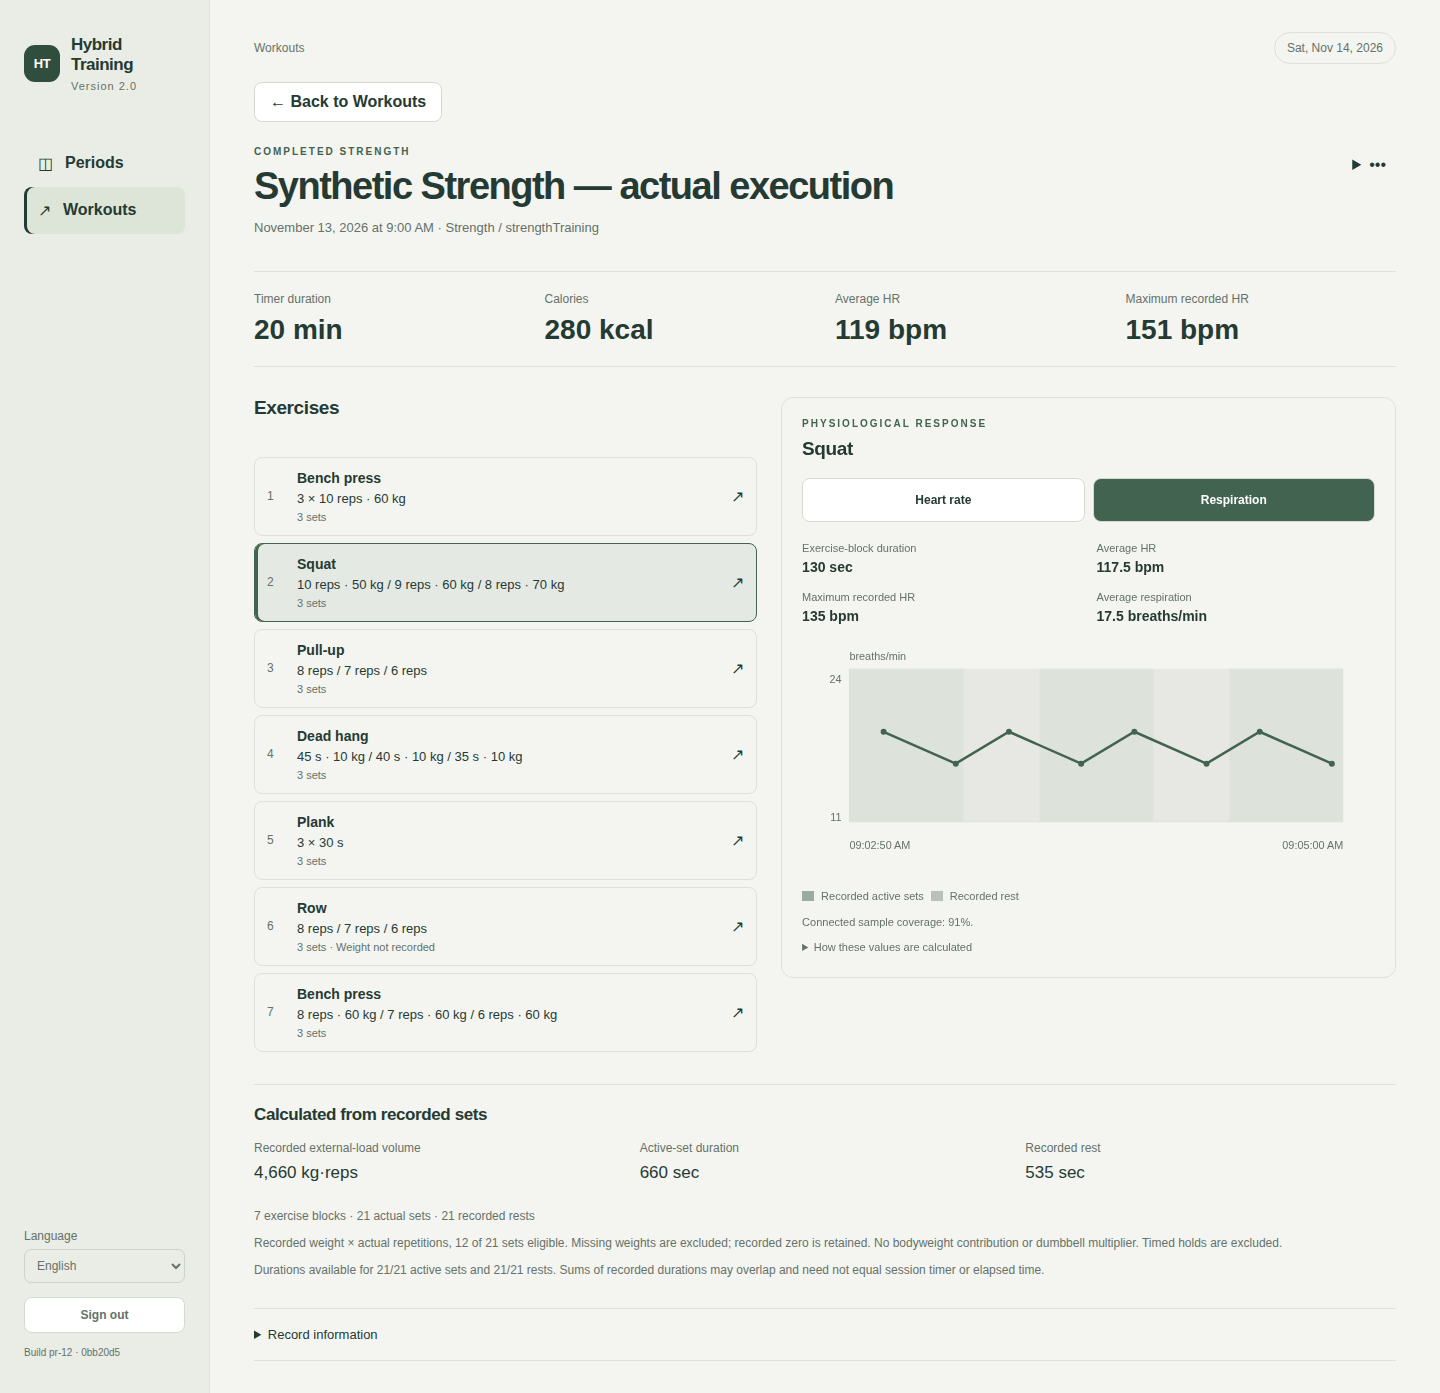 HT
Hybrid
Training
Version 2.0
Periods
Workouts
Language
English
Sign out
Build pr-12 · 0bb20d5
Workouts
Sat, Nov 14, 2026
← Back to Workouts
COMPLETED STRENGTH
Synthetic Strength — actual execution
November 13, 2026 at 9:00 AM · Strength / strengthTraining
Timer duration
20 min
Calories
280 kcal
Average HR
119 bpm
Maximum recorded HR
151 bpm
Exercises
1
Bench press
3 × 10 reps · 60 kg
3 sets
2
Squat
10 reps · 50 kg / 9 reps · 60 kg / 8 reps · 70 kg
3 sets
3
Pull-up
8 reps / 7 reps / 6 reps
3 sets
4
Dead hang
45 s · 10 kg / 40 s · 10 kg / 35 s · 10 kg
3 sets
5
Plank
3 × 30 s
3 sets
6
Row
8 reps / 7 reps / 6 reps
3 sets · Weight not recorded
7
Bench press
8 reps · 60 kg / 7 reps · 60 kg / 6 reps · 60 kg
3 sets
PHYSIOLOGICAL RESPONSE
Squat
Heart rate
Respiration
Exercise-block duration
130 sec
Average HR
117.5 bpm
Maximum recorded HR
135 bpm
Average respiration
17.5 breaths/min
breaths/min
24
11
09:02:50 AM
09:05:00 AM
Recorded active sets
Recorded rest
Connected sample coverage: 91%.
How these values are calculated
Calculated from recorded sets
Recorded external-load volume
4,660 kg·reps
Active-set duration
660 sec
Recorded rest
535 sec
7 exercise blocks · 21 actual sets · 21 recorded rests
Recorded weight × actual repetitions, 12 of 21 sets eligible. Missing weights are excluded; recorded zero is retained. No bodyweight contribution or dumbbell multiplier. Timed holds are excluded.
Durations available for 21/21 active sets and 21/21 rests. Sums of recorded durations may overlap and need not equal session timer or elapsed time.
Record information